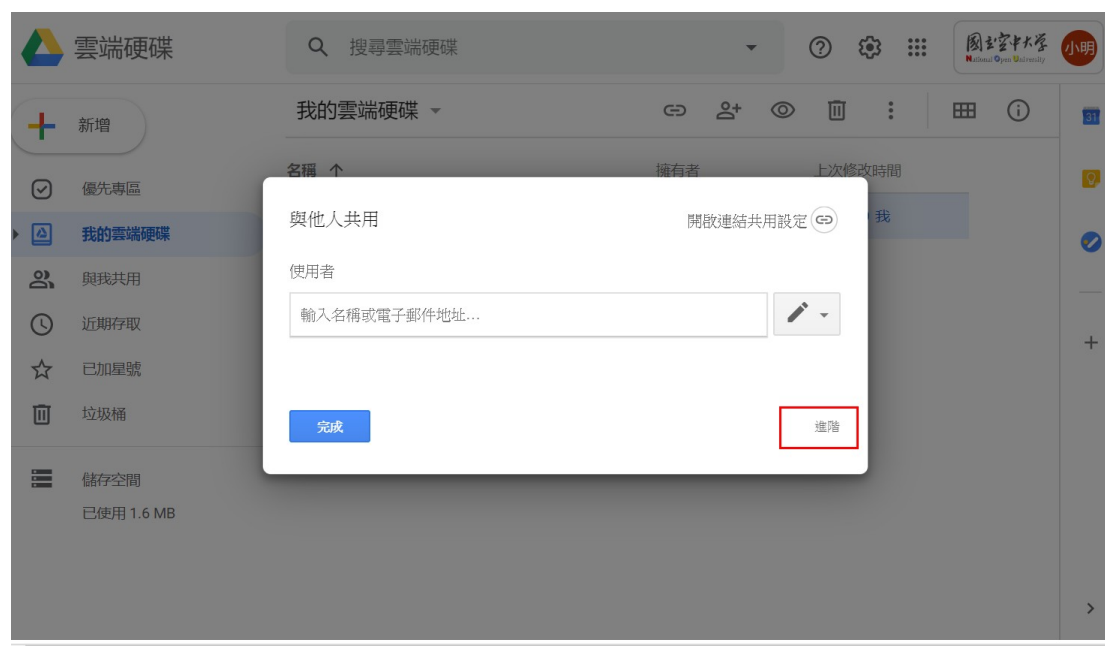 雲端硬碟
搜尋雲端硬碟
國立空中大學
National Open University
小明
新增
我的雲端硬碟
31
名稱
擁有者
上次修改時間
優先專區
我的雲端硬碟
我
與我共用
近期存取
已加星號
垃圾桶
儲存空間
已使用 1.6 MB
與他人共用
開啟連結共用設定
使用者
輸入名稱或電子郵件地址...
完成
進階